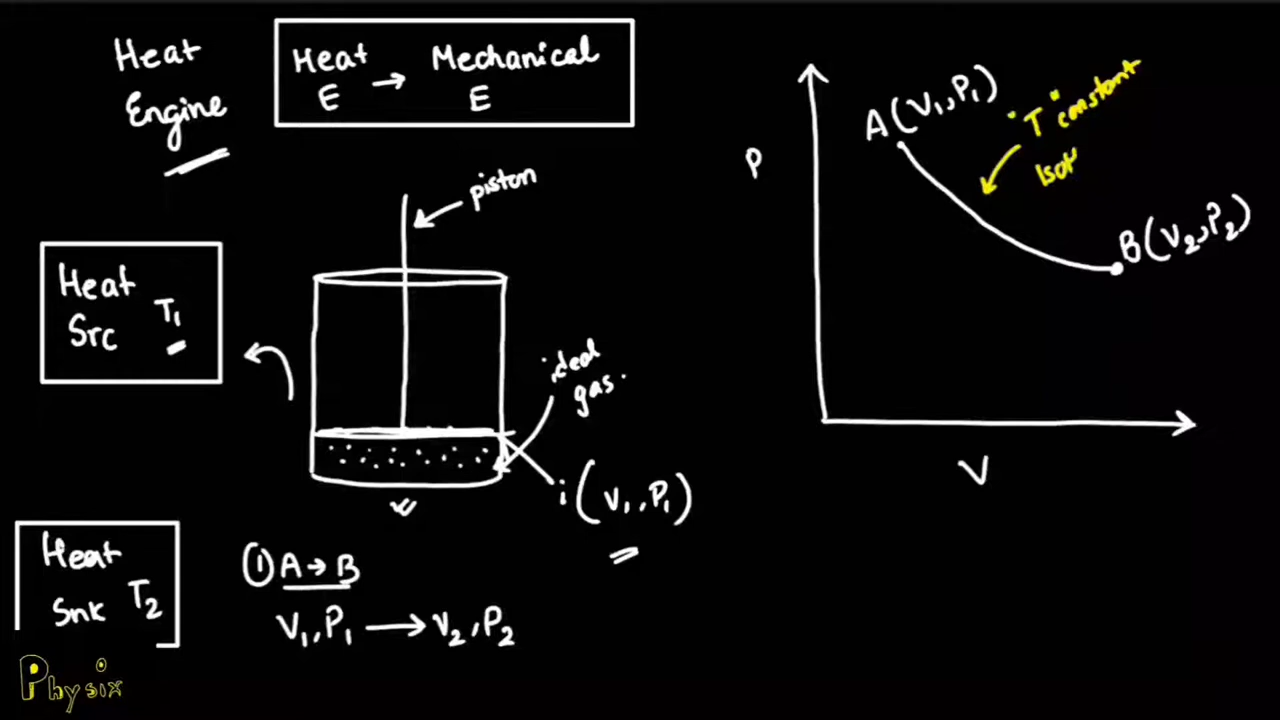 Heat
Engine
Heat → Mechanical
E E
piston
Heat
Src T₁
ideal
gas
i(V₁,P₁)
Heat
Snk T₂
① A→B
V₁,P₁ → V₂,P₂
Physix
P
A(V₁,P₁)
"T" constant
Isot
B(V₂,P₂)
V